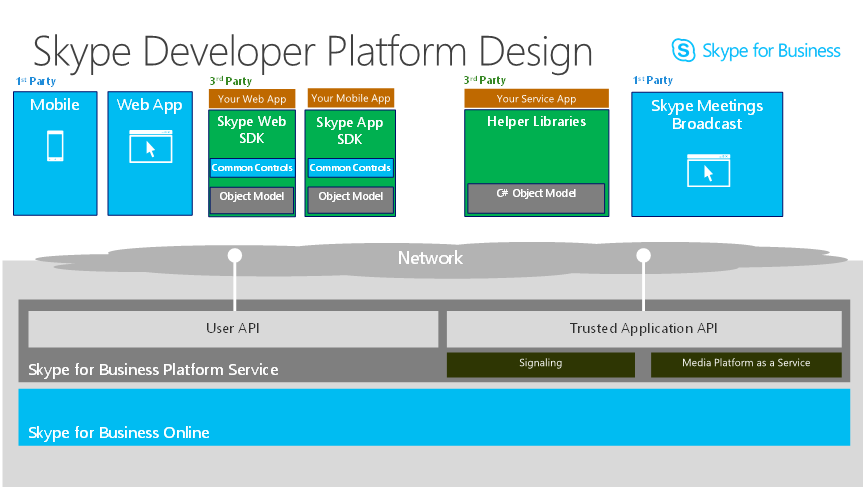 Skype Developer Platform Design
Skype for Business
1st Party
3rd Party
3rd Party
1st Party
Mobile
Web App
Your Web App
Skype Web
SDK
Common Controls
Object Model
Your Mobile App
Skype App
SDK
Common Controls
Object Model
Your Service App
Helper Libraries
C# Object Model
Skype Meetings
Broadcast
Network
User API
Trusted Application API
Signaling
Media Platform as a Service
Skype for Business Platform Service
Skype for Business Online